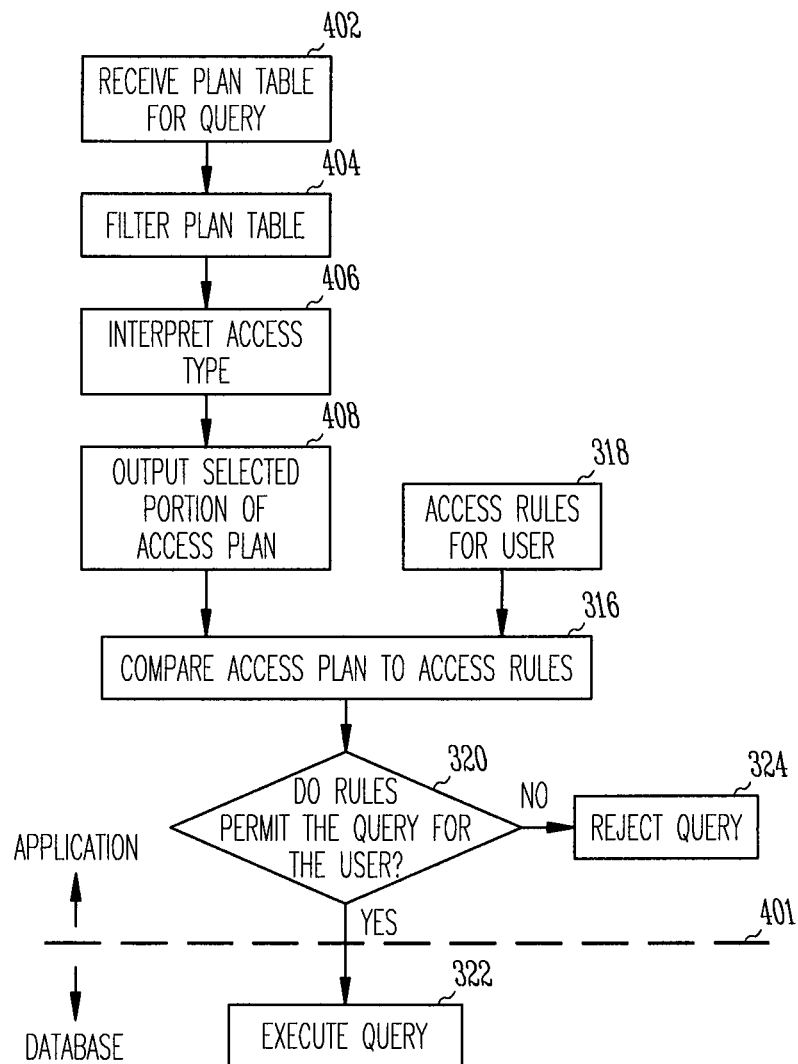 402
RECEIVE PLAN TABLE
FOR QUERY
404
FILTER PLAN TABLE
406
INTERPRET ACCESS
TYPE
408
OUTPUT SELECTED
PORTION OF
ACCESS PLAN
318
ACCESS RULES
FOR USER
316
COMPARE ACCESS PLAN TO ACCESS RULES
320
DO RULES
PERMIT THE QUERY FOR
THE USER?
NO
324
REJECT QUERY
APPLICATION
YES
401
322
EXECUTE QUERY
DATABASE